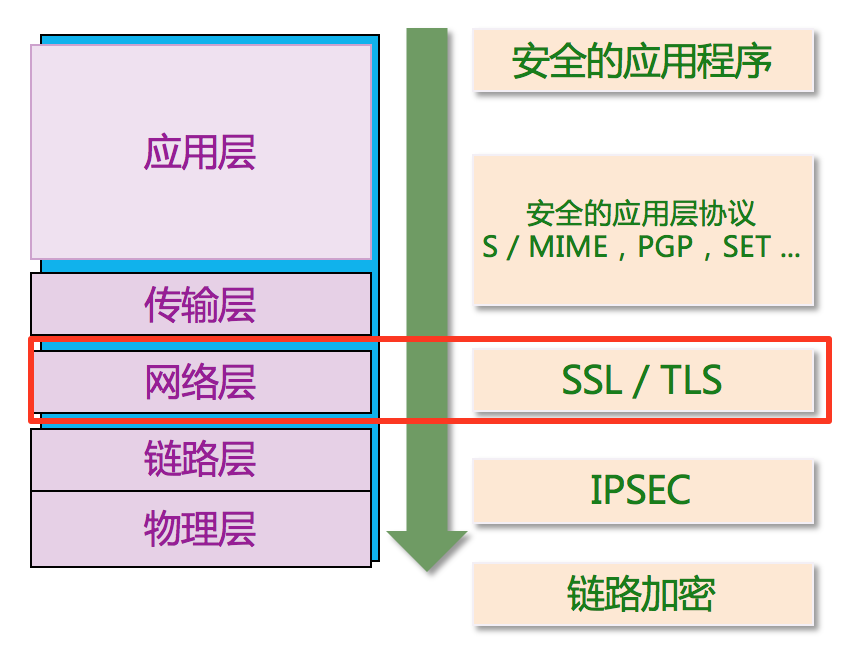 应用层
传输层
网络层
链路层
物理层
安全的应用程序
安全的应用层协议
S / MIME，PGP，SET ...
SSL / TLS
IPSEC
链路加密